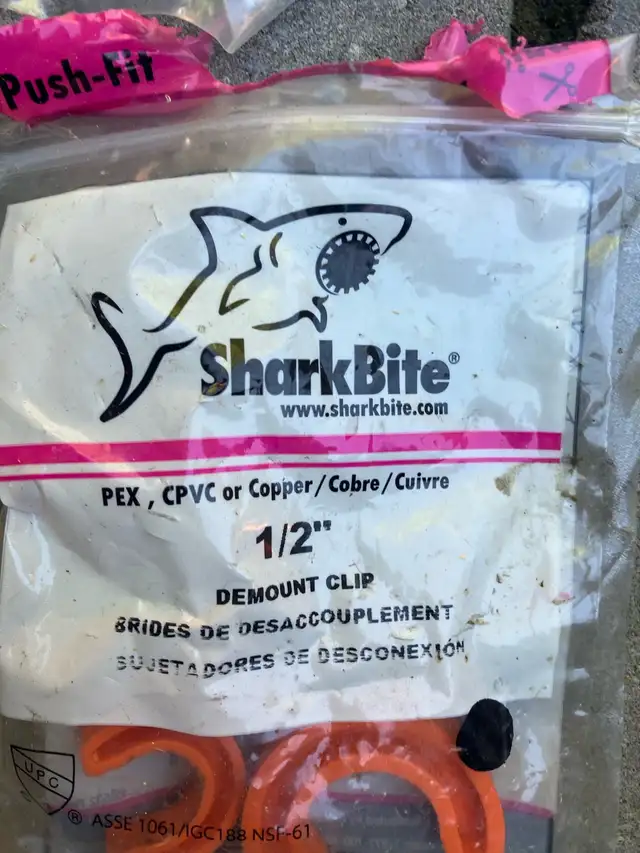 Push-Fit
SharkBite®
www.sharkbite.com
PEX , CPVC or Copper/Cobre/Cuivre
1/2"
DEMOUNT CLIP
BRIDES DE DESACCOUPLEMENT
SUJETADORES DE DESCONEXIÓN
UPC
® ASSE 1061/IGC188 NSF-61